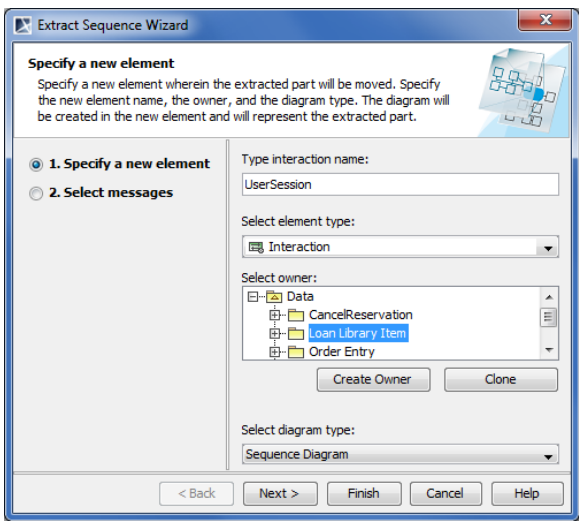 Extract Sequence Wizard
Specify a new element
Specify a new element wherein the extracted part will be moved. Specify
the new element name, the owner, and the diagram type. The diagram will
be created in the new element and will represent the extracted part.
1. Specify a new element
2. Select messages
Type interaction name:
UserSession
Select element type:
Interaction
Select owner:
Data
CancelReservation
Loan Library Item
Order Entry
Create Owner
Clone
Select diagram type:
Sequence Diagram
< Back
Next >
Finish
Cancel
Help